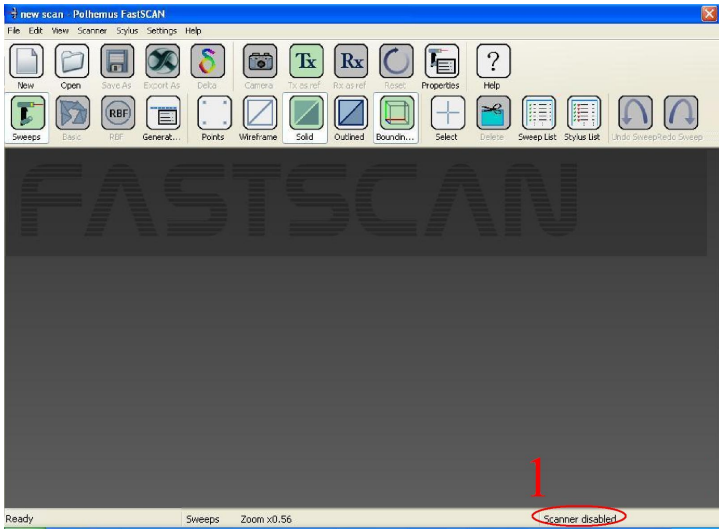 new scan - Polhemus FastSCAN
File Edit View Scanner Stylus Settings Help
Tx Rx ?
New Open Save As Export As Delta Camera Tx as ref Rx as ref Reset Properties Help
RBF
Sweeps Basic RBF Generat... Points Wireframe Solid Outlined Boundin... Select Delete Sweep List Stylus List Undo Sweep Redo Sweep
FASTSCAN
1
Ready Sweeps Zoom x0.56 Scanner disabled